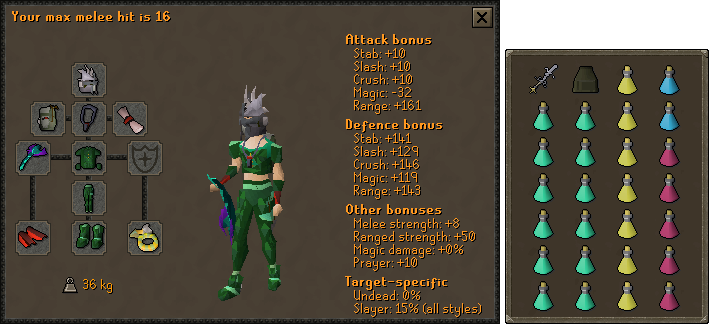 Your max melee hit is 16
Attack bonus
Stab: +10
Slash: +10
Crush: +10
Magic: -32
Range: +161
Defence bonus
Stab: +141
Slash: +129
Crush: +146
Magic: +119
Range: +143
Other bonuses
Melee strength: +8
Ranged strength: +50
Magic damage: +0%
Prayer: +10
Target-specific
Undead: 0%
Slayer: 15% (all styles)
36 kg